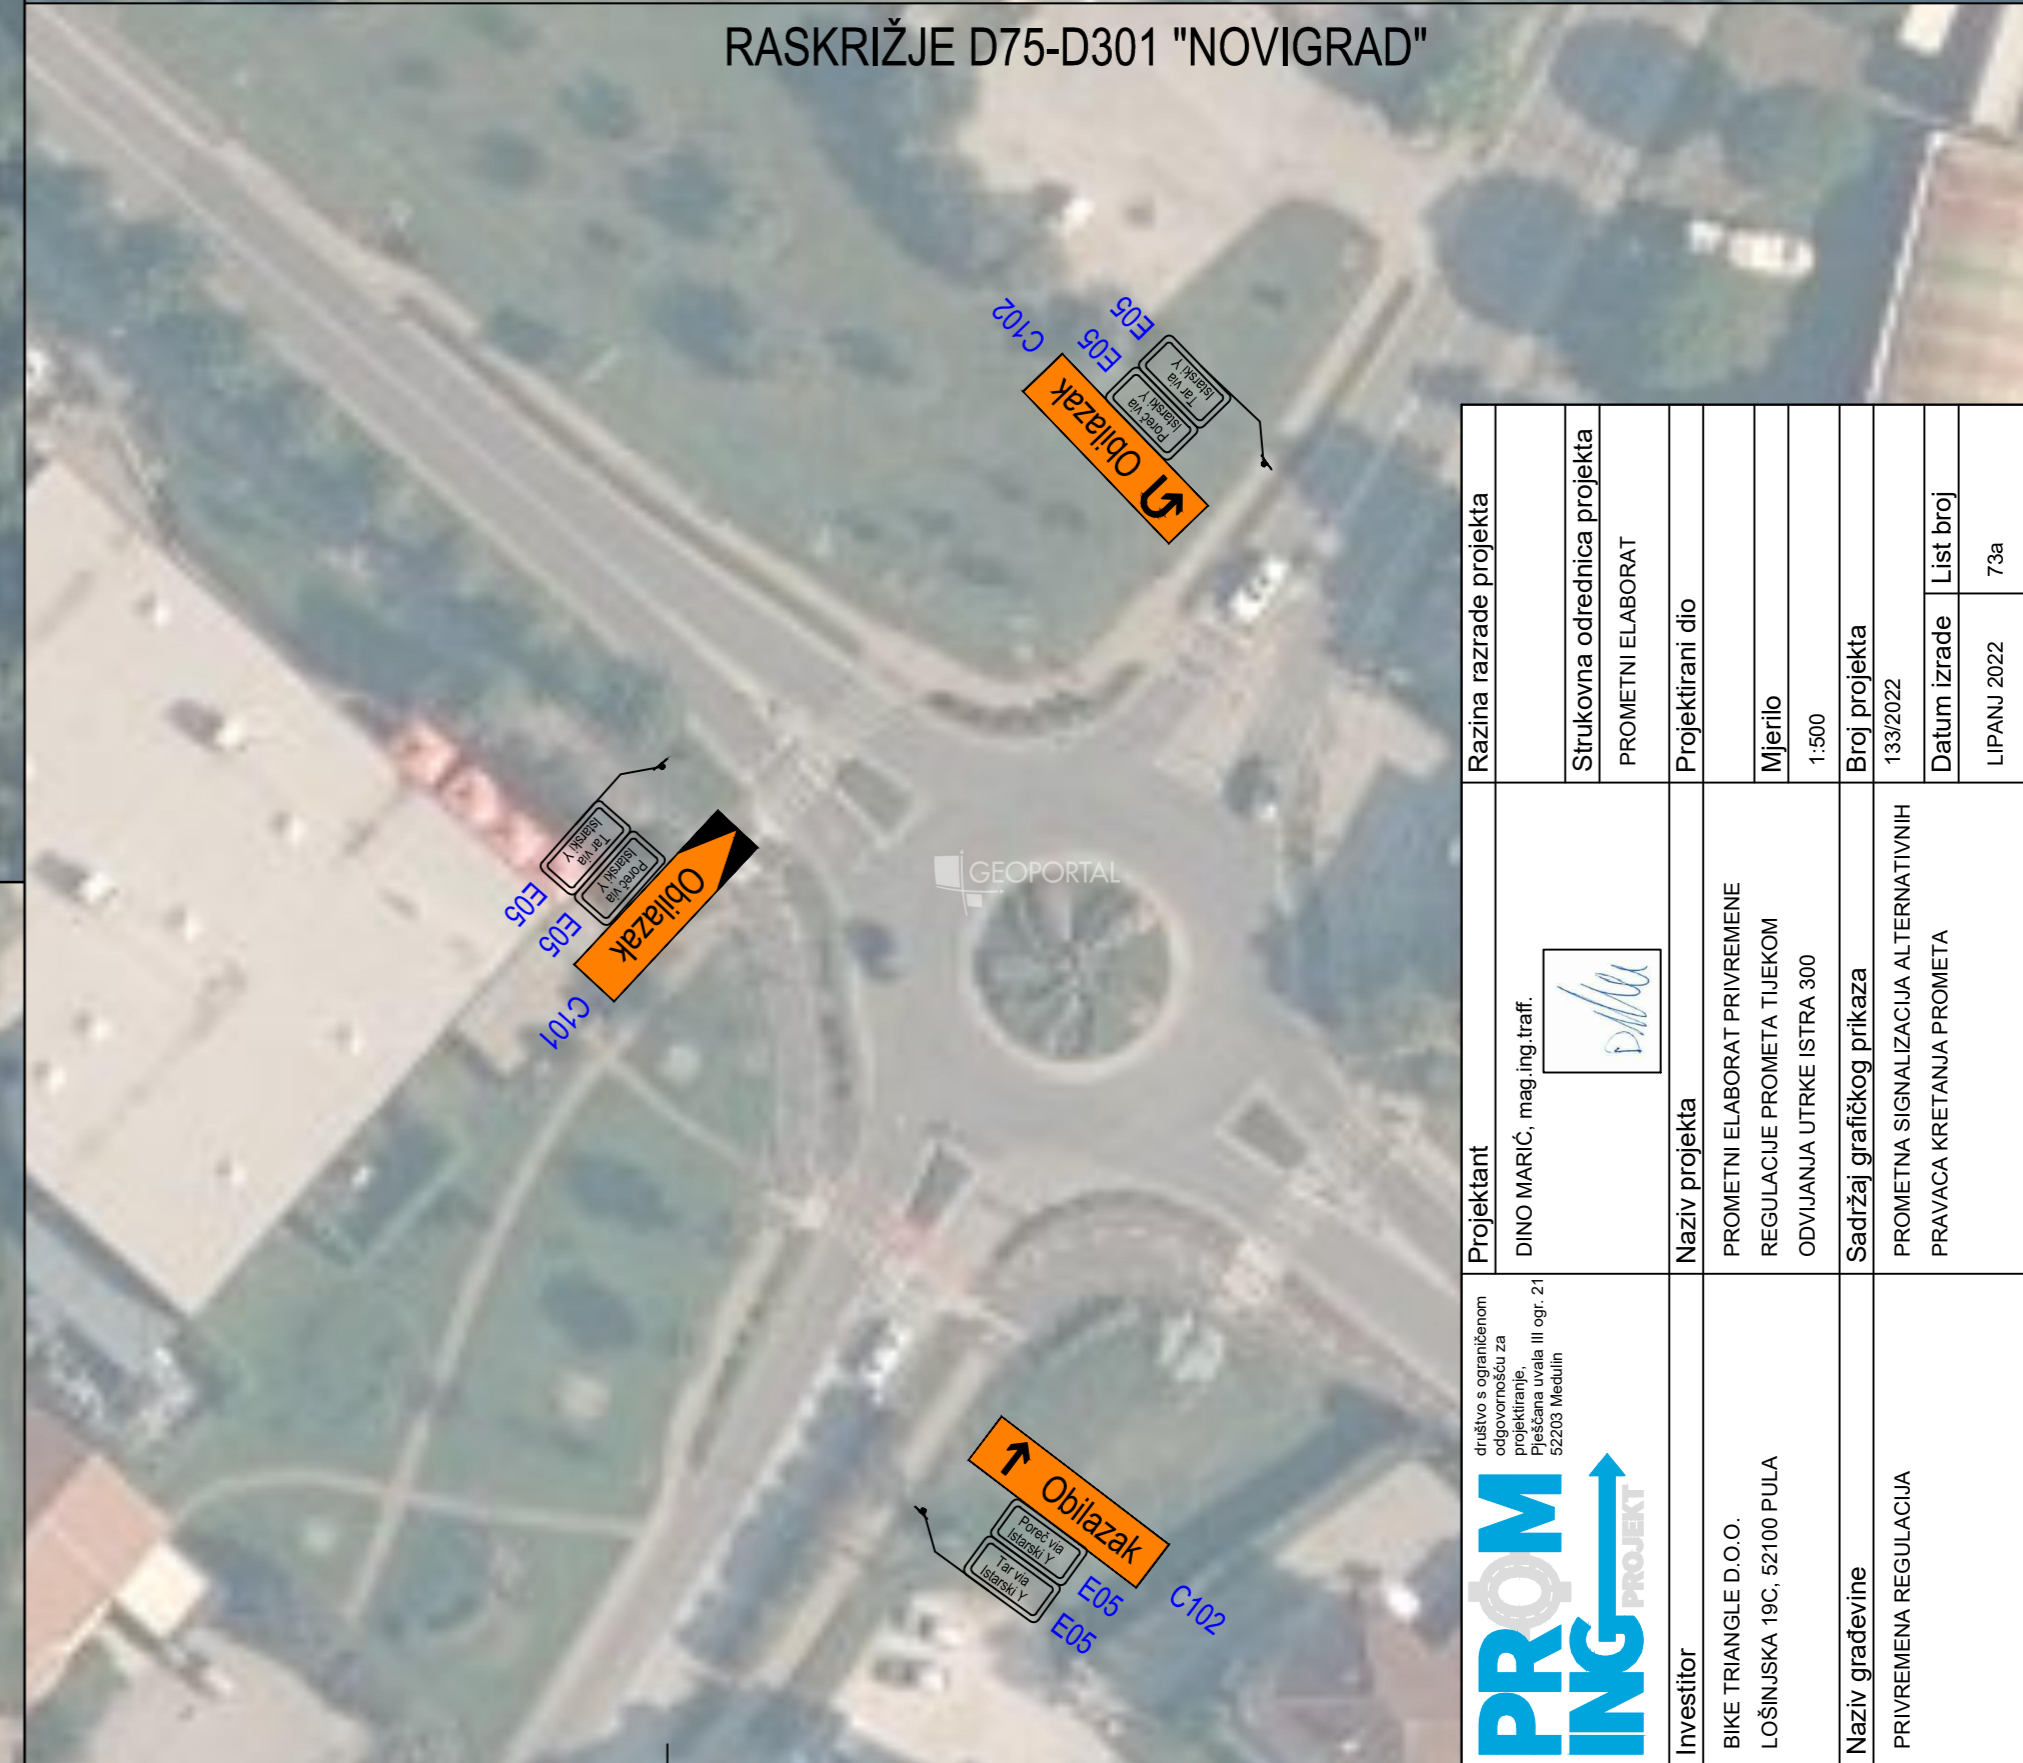 RASKRIŽJE D75-D301 "NOVIGRAD"
C102
E05
E05
Obilazak
Poreč via
Istarski Y
Tar via
Istarski Y
Tar via
Istarski Y
Poreč via
Istarski Y
Obilazak
E05
E05
C101
GEOPORTAL
Obilazak
Poreč via
Istarski Y
Tar via
Istarski Y
E05
E05
C102
PROM
ING PROJEKT
društvo s ograničenom
odgovornošću za
projektiranje,
Pješčana uvala III ogr. 21
52203 Medulin
Projektant
DINO MARIĆ, mag.ing.traff.
Razina razrade projekta
Strukovna odrednica projekta
PROMETNI ELABORAT
Investitor
BIKE TRIANGLE D.O.O.
LOŠINJSKA 19C, 52100 PULA
Naziv projekta
PROMETNI ELABORAT PRIVREMENE
REGULACIJE PROMETA TIJEKOM
ODVIJANJA UTRKE ISTRA 300
Projektirani dio
Mjerilo
1:500
Naziv građevine
PRIVREMENA REGULACIJA
Sadržaj grafičkog prikaza
PROMETNA SIGNALIZACIJA ALTERNATIVNIH
PRAVACA KRETANJA PROMETA
Broj projekta
133/2022
Datum izrade
List broj
LIPANJ 2022
73a